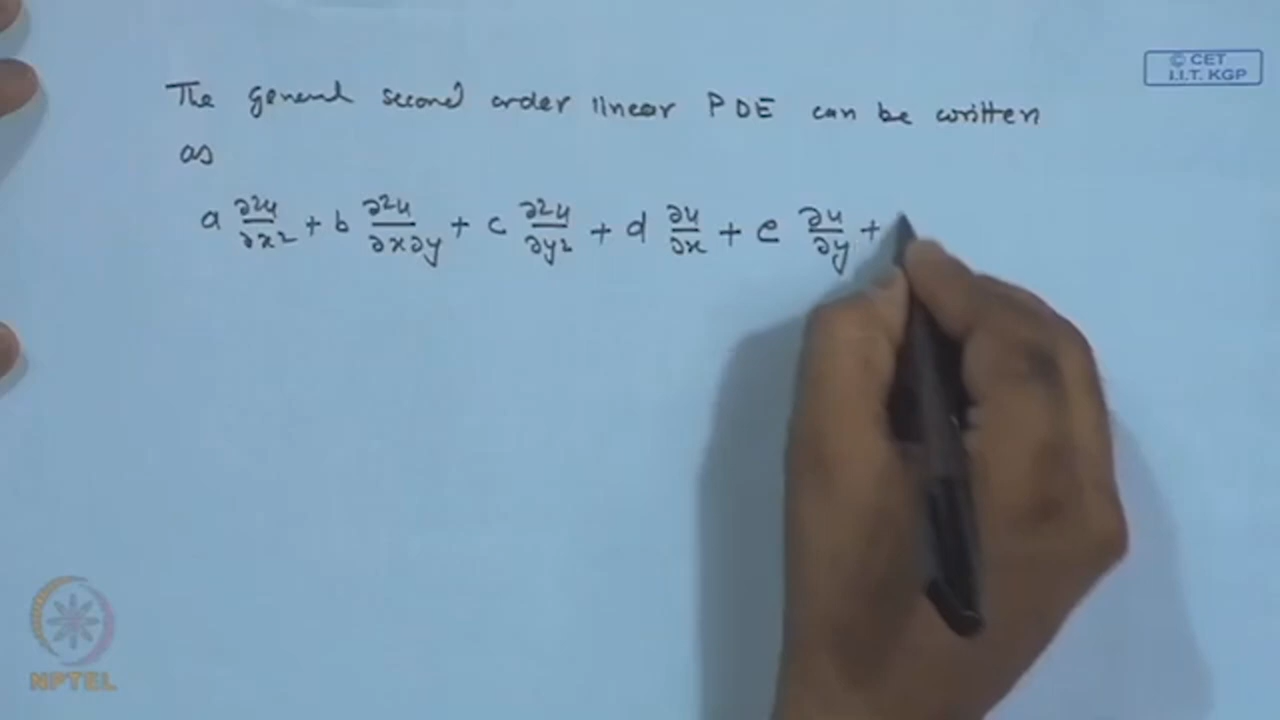 © CET
I.I.T. KGP
The general second order linear PDE can be written
as
a ∂²u/∂x² + b ∂²u/∂x∂y + c ∂²u/∂y² + d ∂u/∂x + e ∂u/∂y +
NPTEL